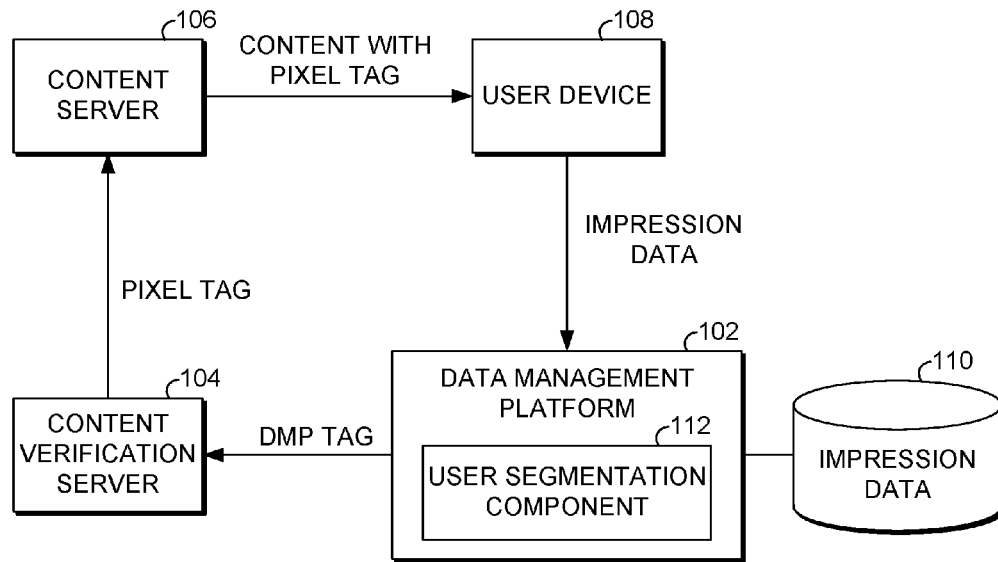 106
CONTENT
SERVER
CONTENT WITH
PIXEL TAG
108
USER DEVICE
IMPRESSION
DATA
PIXEL TAG
104
CONTENT
VERIFICATION
SERVER
DMP TAG
102
DATA MANAGEMENT
PLATFORM
112
USER SEGMENTATION
COMPONENT
110
IMPRESSION
DATA